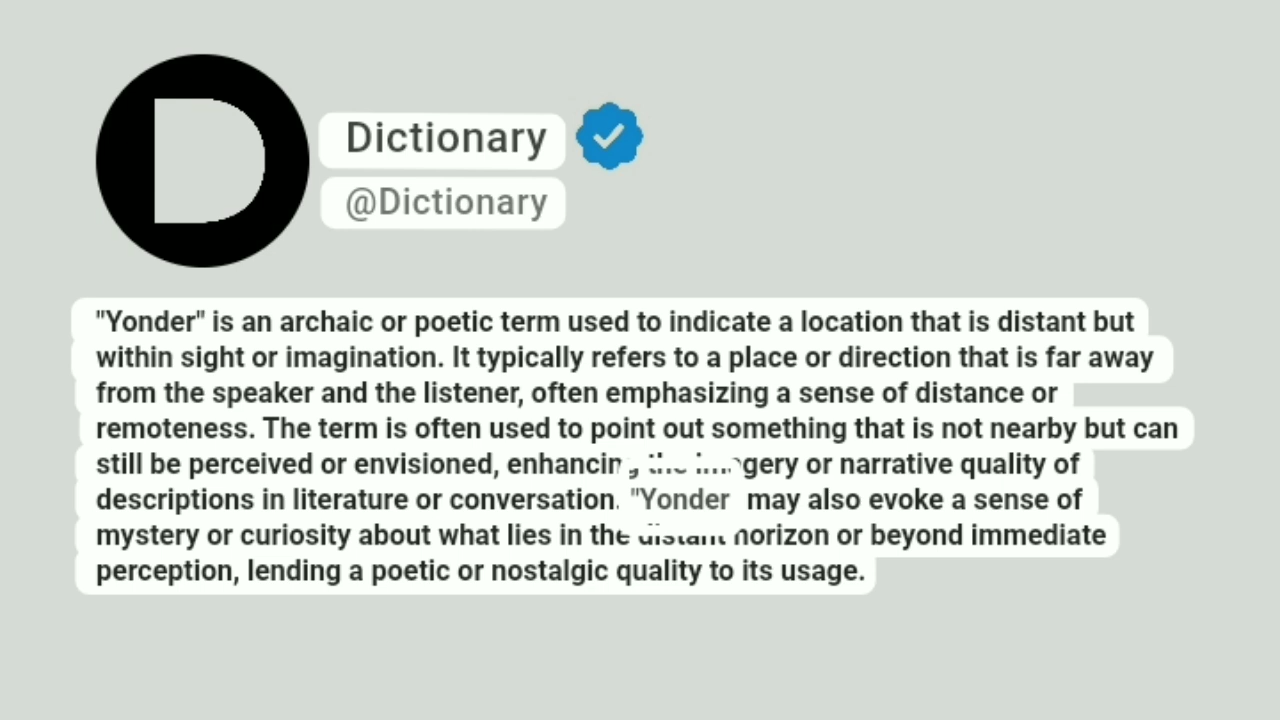 D
Dictionary
@Dictionary
"Yonder" is an archaic or poetic term used to indicate a location that is distant but
within sight or imagination. It typically refers to a place or direction that is far away
from the speaker and the listener, often emphasizing a sense of distance or
remoteness. The term is often used to point out something that is not nearby but can
still be perceived or envisioned, enhancing the imagery or narrative quality of
descriptions in literature or conversation. "Yonder may also evoke a sense of
mystery or curiosity about what lies in the distant horizon or beyond immediate
perception, lending a poetic or nostalgic quality to its usage.